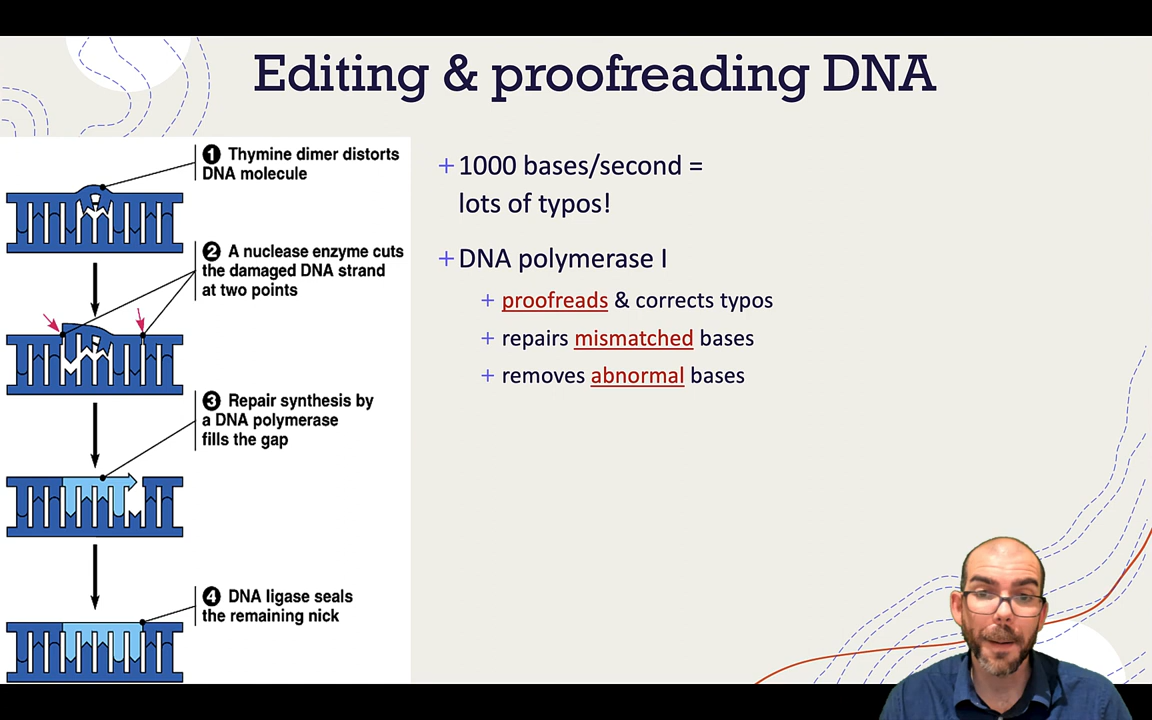 Editing & proofreading DNA
1 Thymine dimer distorts
DNA molecule
2 A nuclease enzyme cuts
the damaged DNA strand
at two points
3 Repair synthesis by
a DNA polymerase
fills the gap
4 DNA ligase seals
the remaining nick
+ 1000 bases/second =
lots of typos!
+ DNA polymerase I
+ proofreads & corrects typos
+ repairs mismatched bases
+ removes abnormal bases